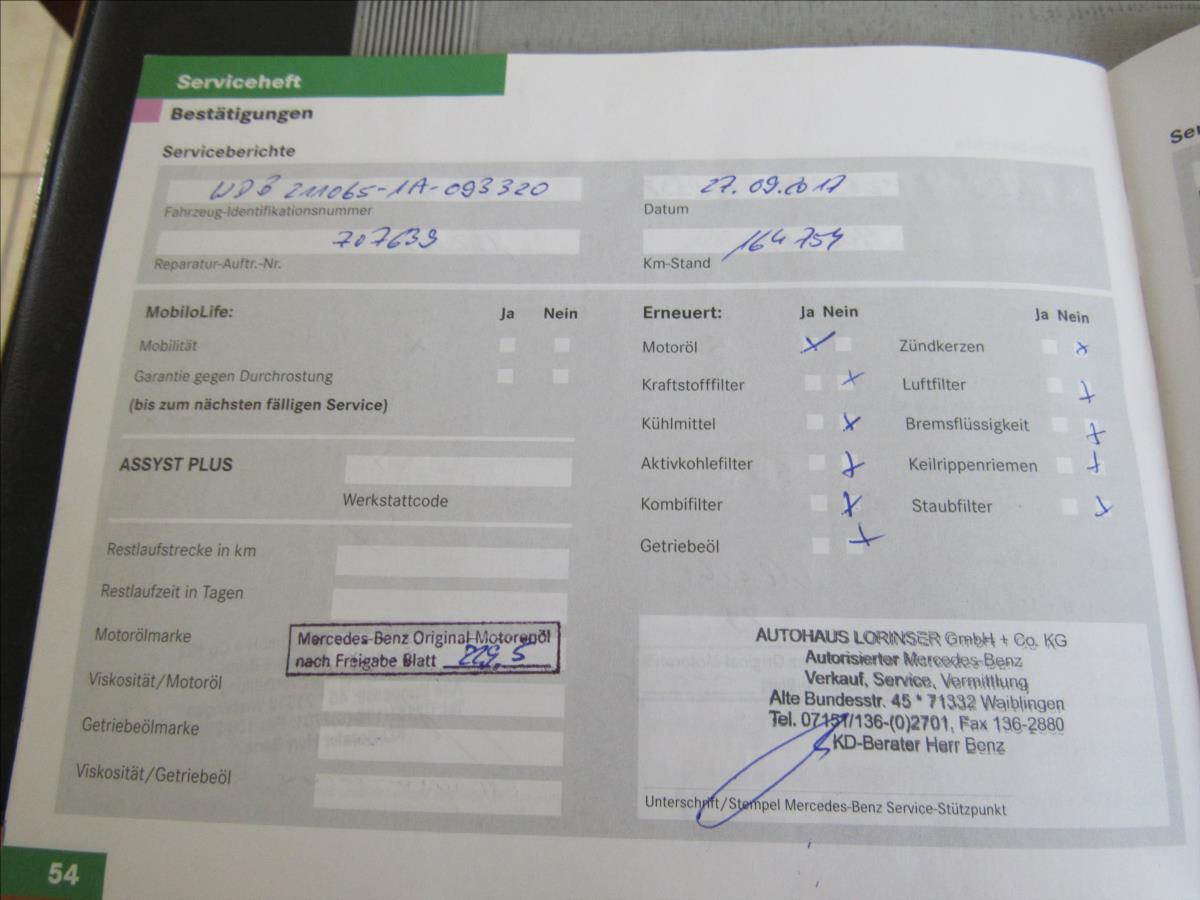 Serviceheft
Bestätigungen
Serviceberichte
WDB 211065-1A-093320
Fahrzeug-Identifikationsnummer
27.09.2017
Datum
707639
Reparatur-Auftr.-Nr.
164 754
Km-Stand
MobiloLife: Ja Nein
Mobilität
Garantie gegen Durchrostung
(bis zum nächsten fälligen Service)
ASSYST PLUS
Werkstattcode
Restlaufstrecke in km
Restlaufzeit in Tagen
Motorölmarke
Mercedes-Benz Original-Motorenöl
nach Freigabe Blatt 229.5
Viskosität/Motoröl
Getriebeölmarke
Viskosität/Getriebeöl
Erneuert: Ja Nein Ja Nein
Motoröl Zündkerzen
Kraftstofffilter Luftfilter
Kühlmittel Bremsflüssigkeit
Aktivkohlefilter Keilrippenriemen
Kombifilter Staubfilter
Getriebeöl
AUTOHAUS LORINSER GmbH + Co. KG
Autorisierter Mercedes-Benz
Verkauf, Service, Vermittlung
Alte Bundesstr. 45 * 71332 Waiblingen
Tel. 07151/136-(0)2701, Fax 136-2880
KD-Berater Herr Benz
Unterschrift/Stempel Mercedes-Benz Service-Stützpunkt
54
Ser